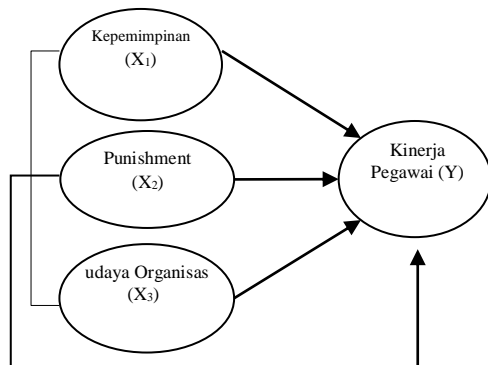 Kepemimpinan
(X1)
Punishment
(X2)
udaya Organisas
(X3)
Kinerja
Pegawai (Y)